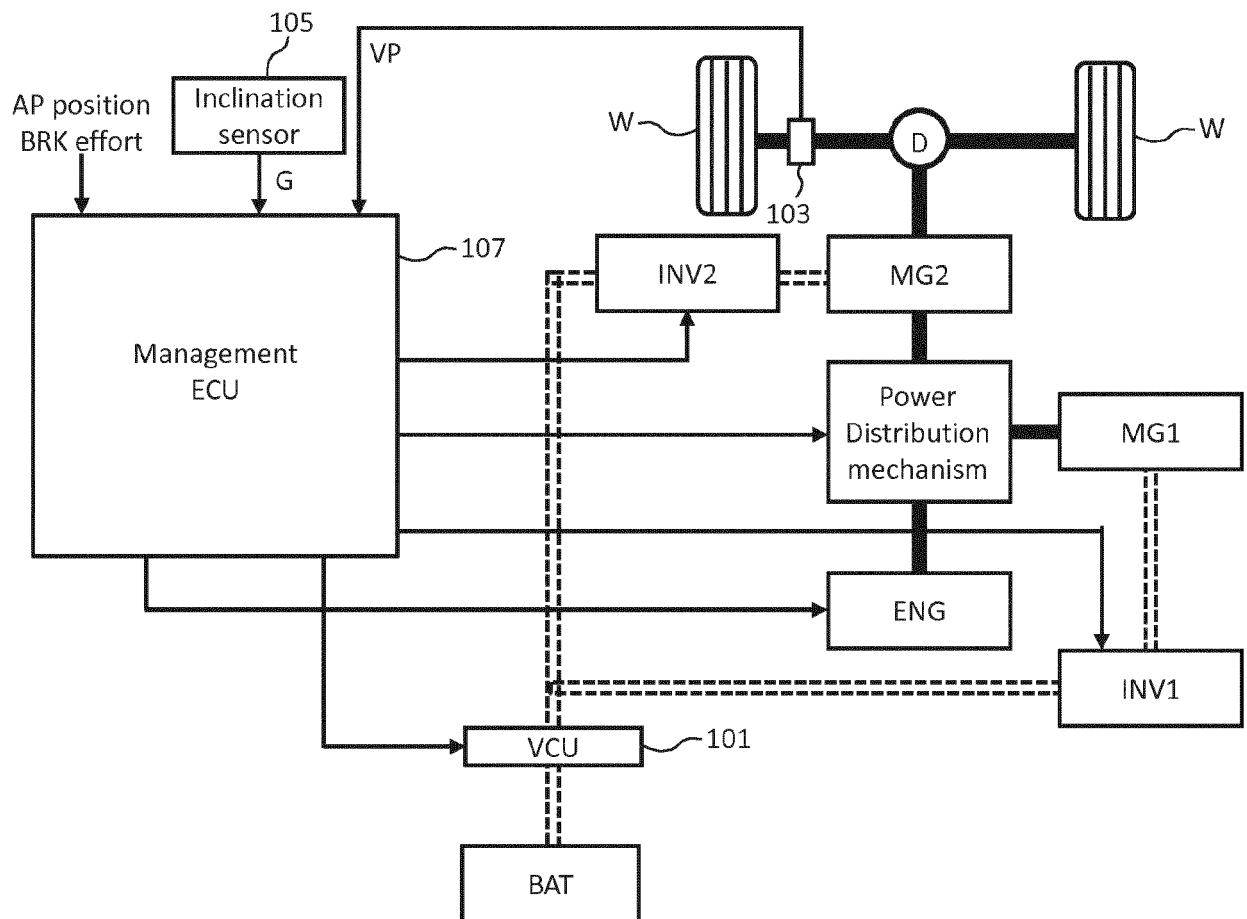 105
VP
Inclination
sensor
AP position
BRK effort
G
W
D
W
103
107
INV2
MG2
Management
ECU
Power
Distribution
mechanism
MG1
ENG
INV1
VCU
101
BAT